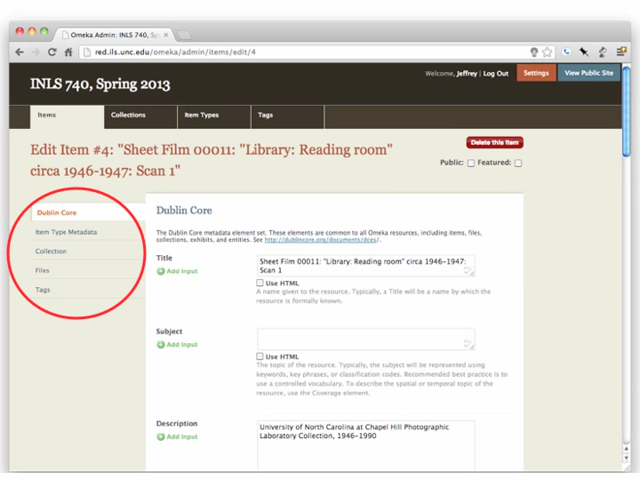 Omeka Admin: INLS 740, Sp
red.ils.unc.edu/omeka/admin/items/edit/4
INLS 740, Spring 2013
Welcome, Jeffrey | Log Out
Settings
View Public Site
Items
Collections
Item Types
Tags
Edit Item #4: "Sheet Film 00011: "Library: Reading room"
circa 1946-1947: Scan 1"
Delete this Item
Public:
Featured:
Dublin Core
Item Type Metadata
Collection
Files
Tags
Dublin Core
The Dublin Core metadata element set. These elements are common to all Omeka resources, including items, files,
collections, exhibits, and entities. See http://dublincore.org/documents/dces/.
Title
Add Input
Sheet Film 00011: "Library: Reading room" circa 1946-1947:
Scan 1
Use HTML
A name given to the resource. Typically, a Title will be a name by which the
resource is formally known.
Subject
Add Input
Use HTML
The topic of the resource. Typically, the subject will be represented using
keywords, key phrases, or classification codes. Recommended best practice is to
use a controlled vocabulary. To describe the spatial or temporal topic of the
resource, use the Coverage element.
Description
Add Input
University of North Carolina at Chapel Hill Photographic
Laboratory Collection, 1946-1990